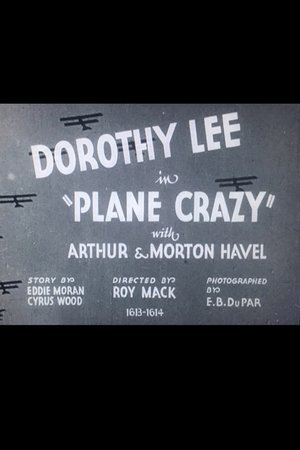 DOROTHY LEE
in
"PLANE CRAZY"
with
ARTHUR & MORTON HAVEL
STORY BY
EDDIE MORAN
CYRUS WOOD
DIRECTED BY
ROY MACK
1613-1614
PHOTOGRAPHED
BY
E.B.DuPAR